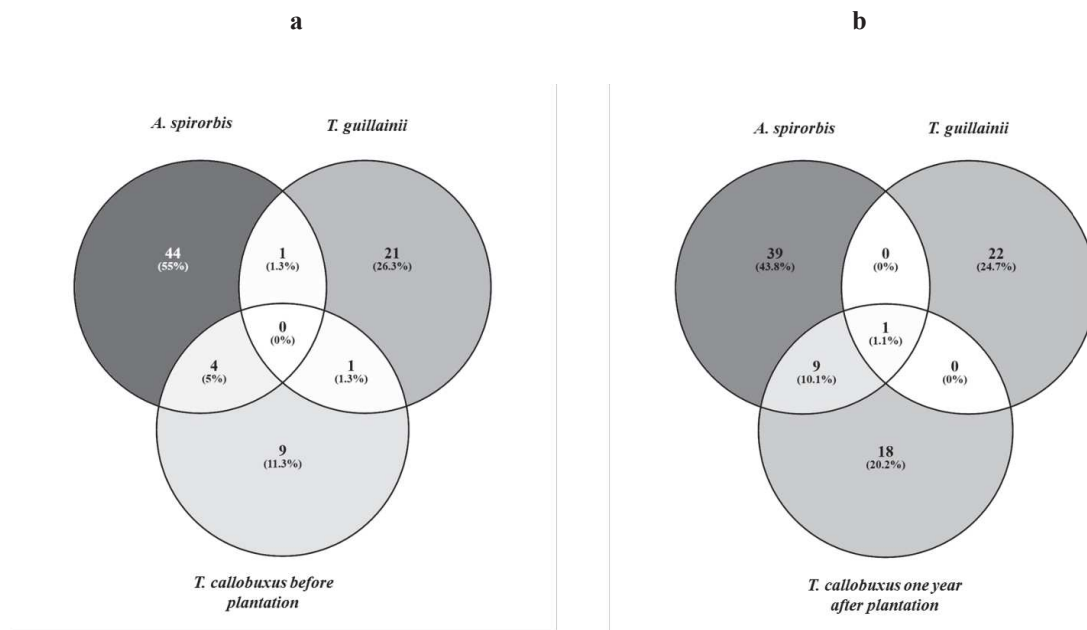 a
A. spirorbis
T. guillainii
44
(55%)
1
(1.3%)
21
(26.3%)
0
(0%)
4
(5%)
1
(1.3%)
9
(11.3%)
T. callobuxus before
plantation
b
A. spirorbis
T. guillainii
39
(43.8%)
0
(0%)
22
(24.7%)
1
(1.1%)
9
(10.1%)
0
(0%)
18
(20.2%)
T. callobuxus one year
after plantation